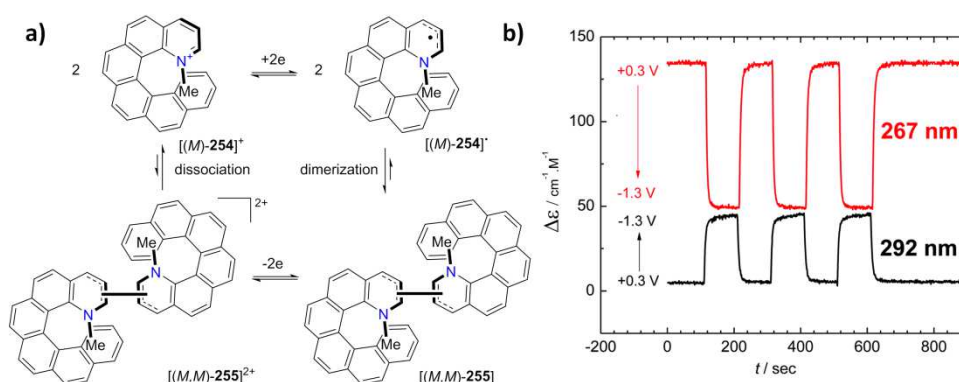 a)
2
N⁺
Me
+2e
2
N
Me
[(M)-254]⁺
[(M)-254]•
dissociation
dimerization
2+
Me
N
N
Me
-2e
Me
N
N
Me
[(M,M)-255]²⁺
[(M,M)-255]
b)
150
100
50
0
Δε / cm⁻¹.M⁻¹
+0.3 V
-1.3 V
-1.3 V
+0.3 V
267 nm
292 nm
-200
0
200
400
600
800
t / sec